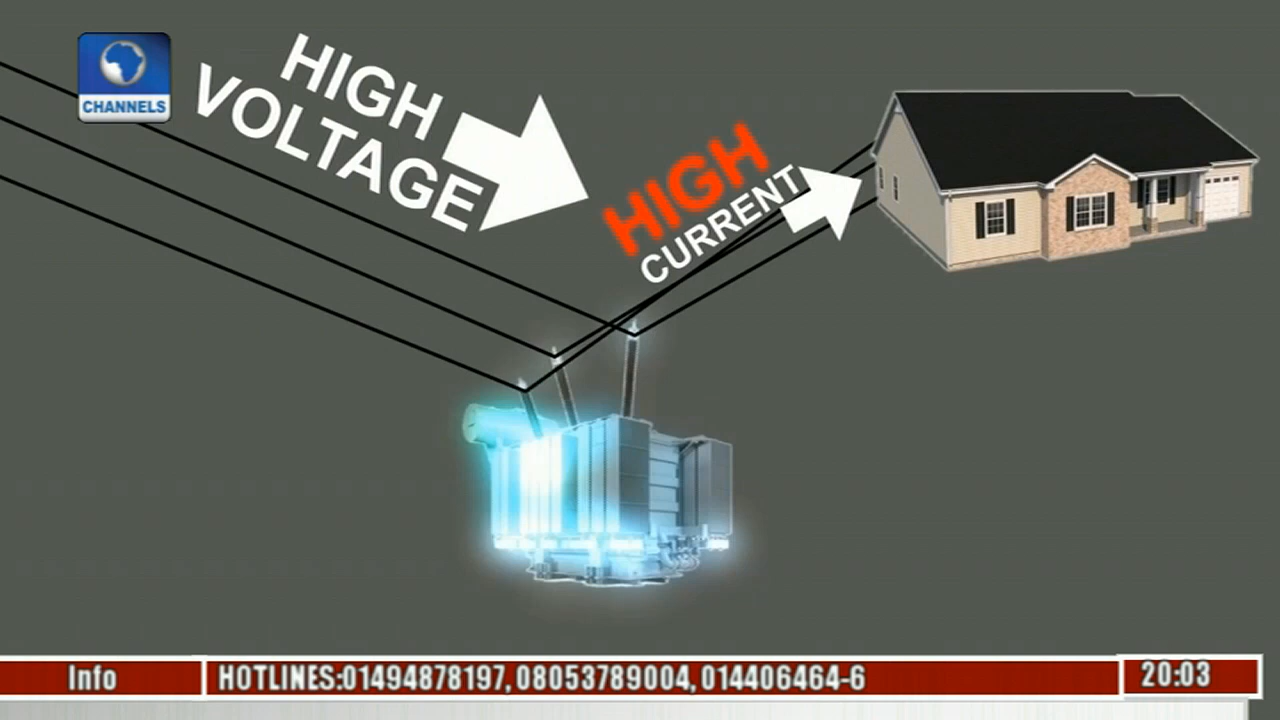 CHANNELS
HIGH
VOLTAGE
HIGH
CURRENT
Info
HOTLINES:01494878197, 08053789004, 014406464-6
20:03